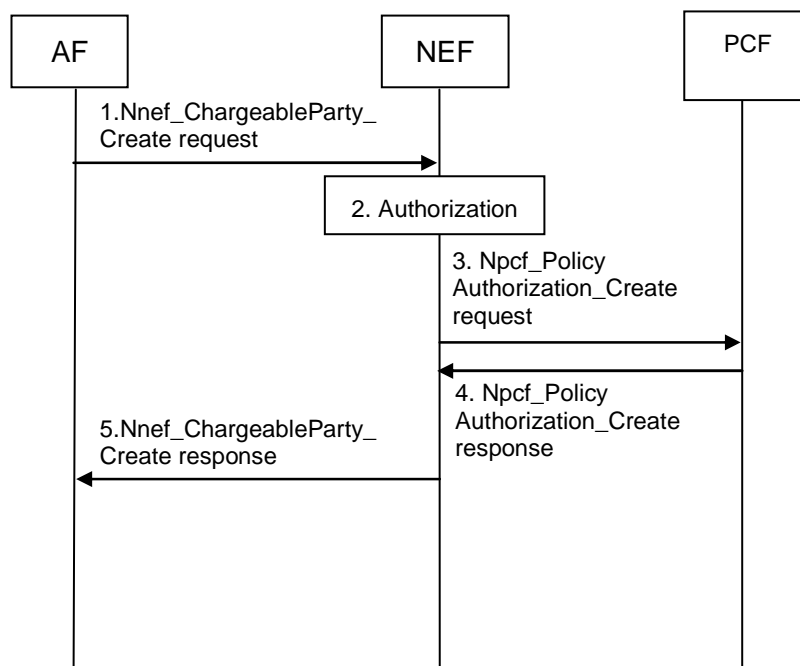 AF
NEF
PCF
1.Nnef_ChargeableParty_
Create request
2. Authorization
3. Npcf_Policy
Authorization_Create
request
4. Npcf_Policy
Authorization_Create
response
5.Nnef_ChargeableParty_
Create response